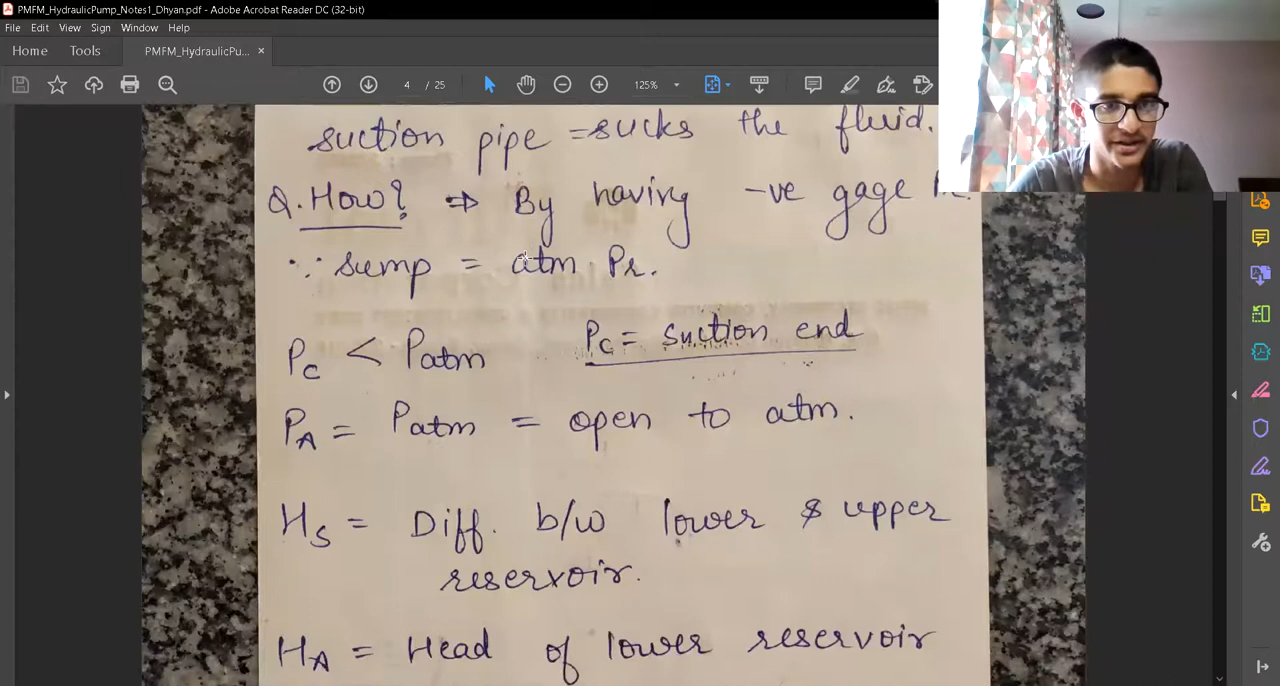 PMFM_HydraulicPump_Notes1_Dhyan.pdf - Adobe Acrobat Reader DC (32-bit)
File Edit View Sign Window Help
Home Tools PMFM_HydraulicPu... ×
4 / 25 125%
suction pipe =sucks the fluid.
Q. How? ⇒ By having -ve gage
∵ sump = atm Pr.
Pc < Patm Pc = suction end
PA = Patm = open to atm.
Hs = Diff. b/w lower & upper
reservoir.
HA = Head of lower reservoir